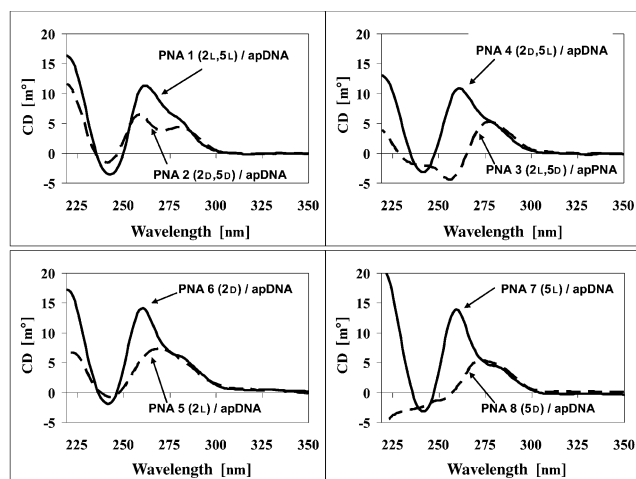 20
15
10
5
0
-5
CD [m°]
PNA 1 (2L,5L) / apDNA
PNA 2 (2D,5D) / apDNA
225 250 275 300 325 350
Wavelength [nm]
20
15
10
5
0
-5
CD [m°]
PNA 4 (2D,5L) / apDNA
PNA 3 (2L,5D) / apPNA
225 250 275 300 325 350
Wavelength [nm]
20
15
10
5
0
-5
CD [m°]
PNA 6 (2D) / apDNA
PNA 5 (2L) / apDNA
225 250 275 300 325 350
Wavelength [nm]
20
15
10
5
0
-5
CD [m°]
PNA 7 (5L) / apDNA
PNA 8 (5D) / apDNA
225 250 275 300 325 350
Wavelength [nm]